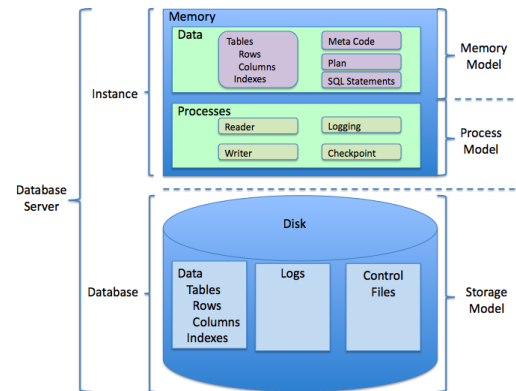 Memory
Data
Tables
Rows
Columns
Indexes
Meta Code
Plan
SQL Statements
Memory
Model
Instance
Processes
Reader
Logging
Writer
Checkpoint
Process
Model
Database
Server
Disk
Database
Data
Tables
Rows
Columns
Indexes
Logs
Control
Files
Storage
Model